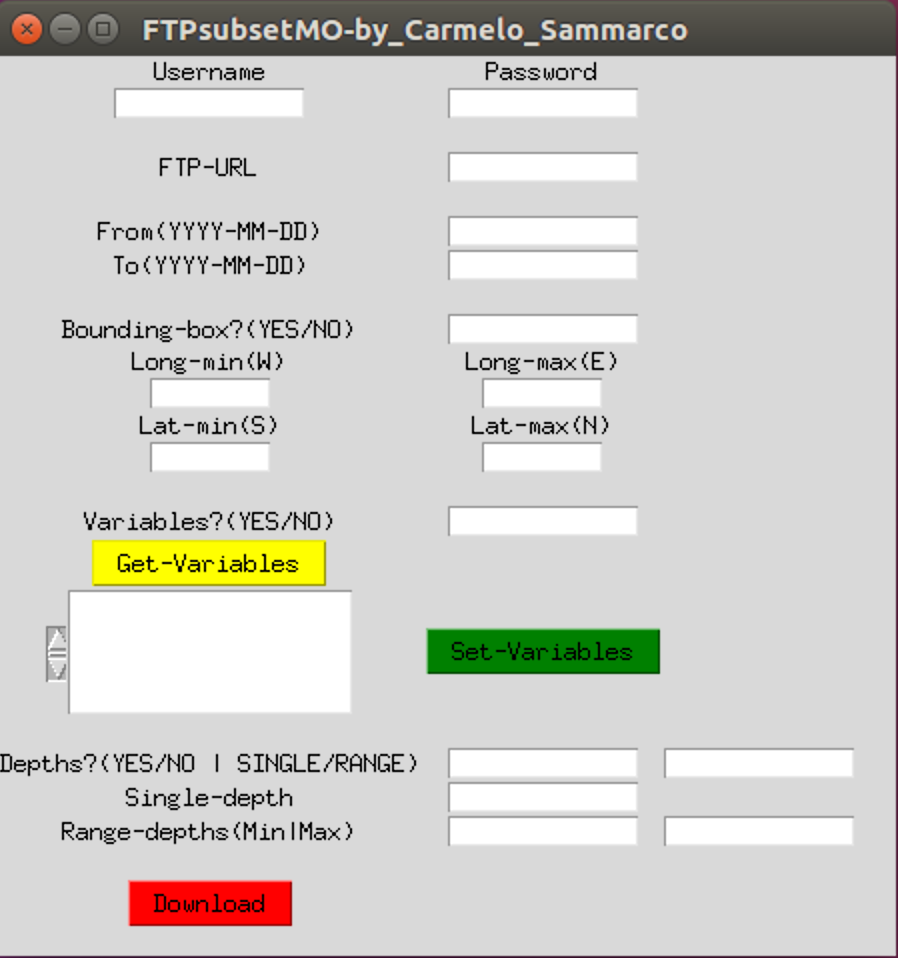 FTPsubsetMO-by_Carmelo_Sammarco
Username Password
FTP-URL
From(YYYY-MM-DD)
To(YYYY-MM-DD)
Bounding-box?(YES/NO)
Long-min(W) Long-max(E)
Lat-min(S) Lat-max(N)
Variables?(YES/NO)
Get-Variables
Set-Variables
Depths?(YES/NO | SINGLE/RANGE)
Single-depth
Range-depths(Min|Max)
Download